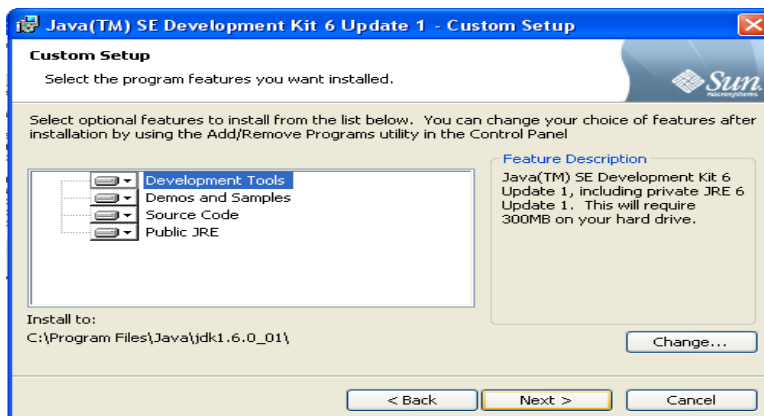 Java(TM) SE Development Kit 6 Update 1 - Custom Setup
Custom Setup
Select the program features you want installed.
Sun
microsystems
Select optional features to install from the list below. You can change your choice of features after
installation by using the Add/Remove Programs utility in the Control Panel
Development Tools
Demos and Samples
Source Code
Public JRE
Feature Description
Java(TM) SE Development Kit 6
Update 1, including private JRE 6
Update 1. This will require
300MB on your hard drive.
Install to:
C:\Program Files\Java\jdk1.6.0_01\
Change...
< Back
Next >
Cancel